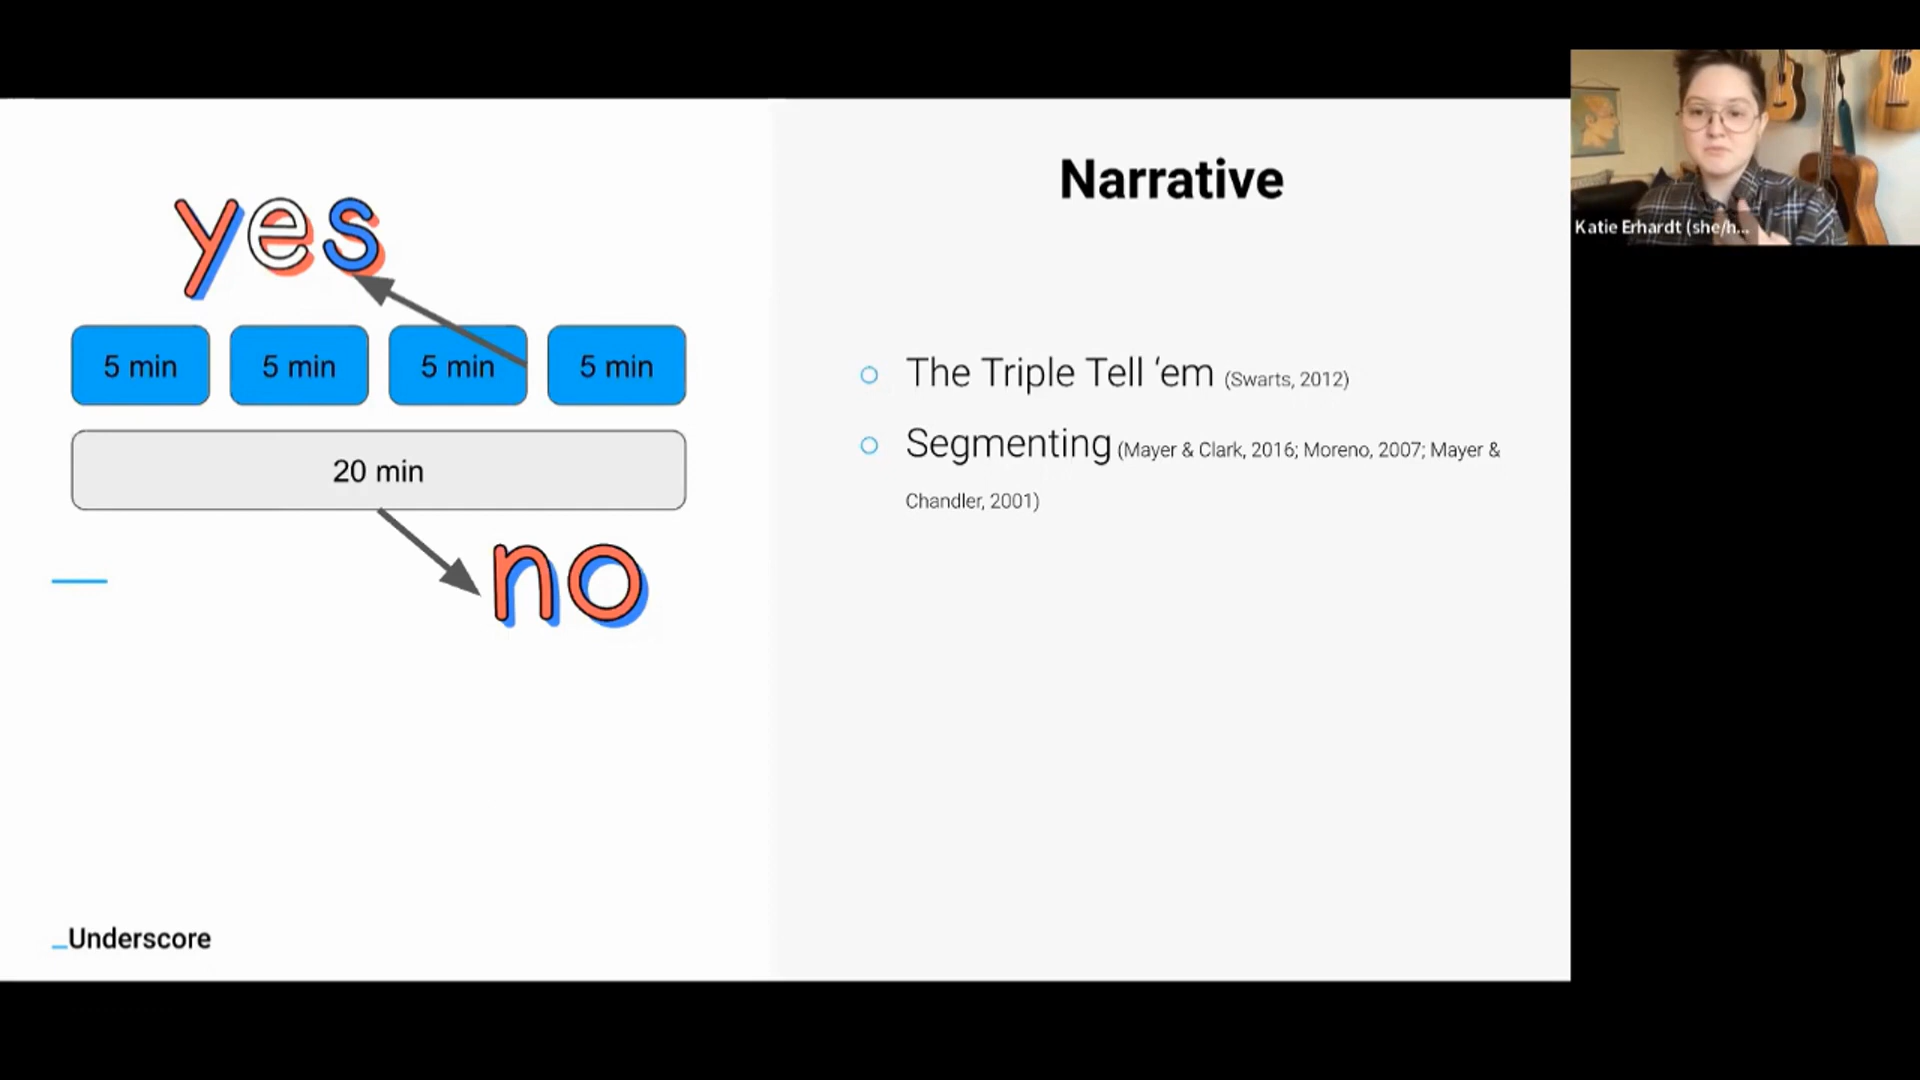 yes
5 min 5 min 5 min 5 min
20 min
no
_Underscore
Narrative
The Triple Tell ‘em (Swarts, 2012)
Segmenting (Mayer & Clark, 2016; Moreno, 2007; Mayer &
Chandler, 2001)
Katie Erhardt (she/h...